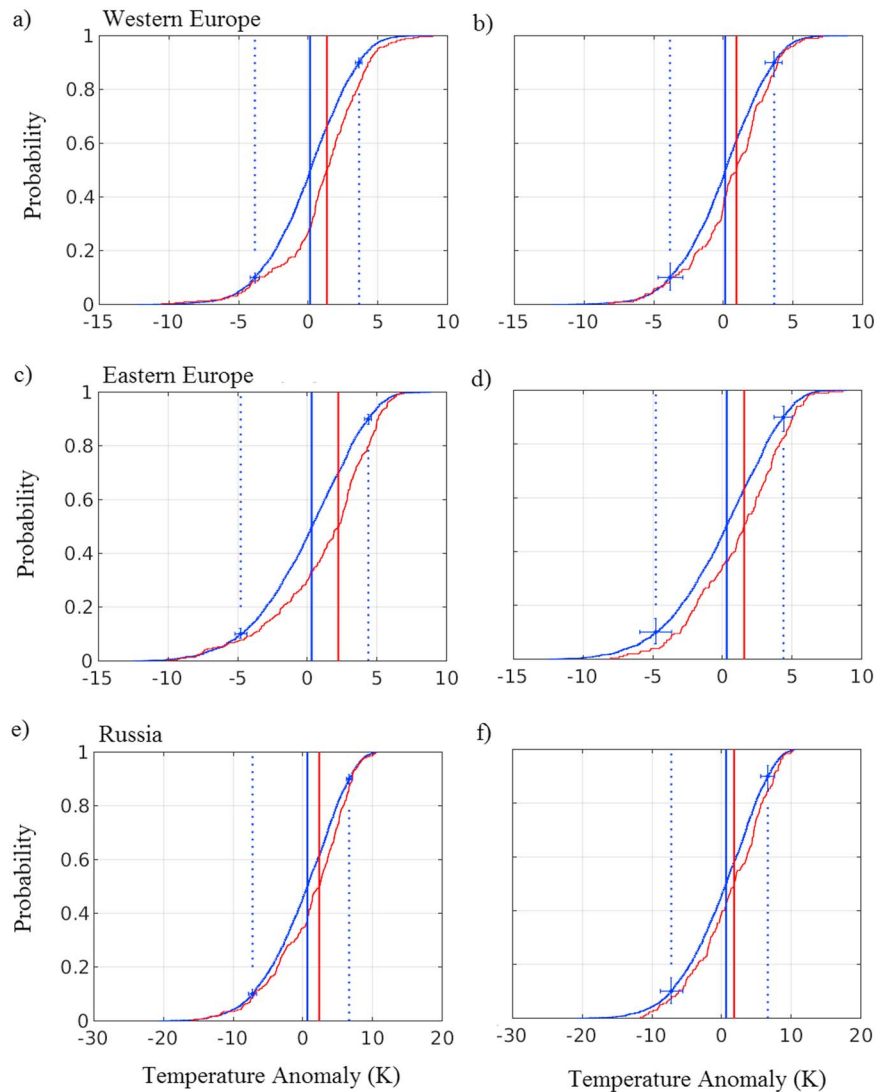 a) Western Europe b)
1
0.8
0.6
0.4
0.2
0
Probability
-15 -10 -5 0 5 10
-15 -10 -5 0 5 10
c) Eastern Europe d)
1
0.8
0.6
0.4
0.2
0
Probability
-15 -10 -5 0 5 10
-15 -10 -5 0 5 10
e) Russia f)
1
0.8
0.6
0.4
0.2
0
Probability
-30 -20 -10 0 10 20
-30 -20 -10 0 10 20
Temperature Anomaly (K) Temperature Anomaly (K)